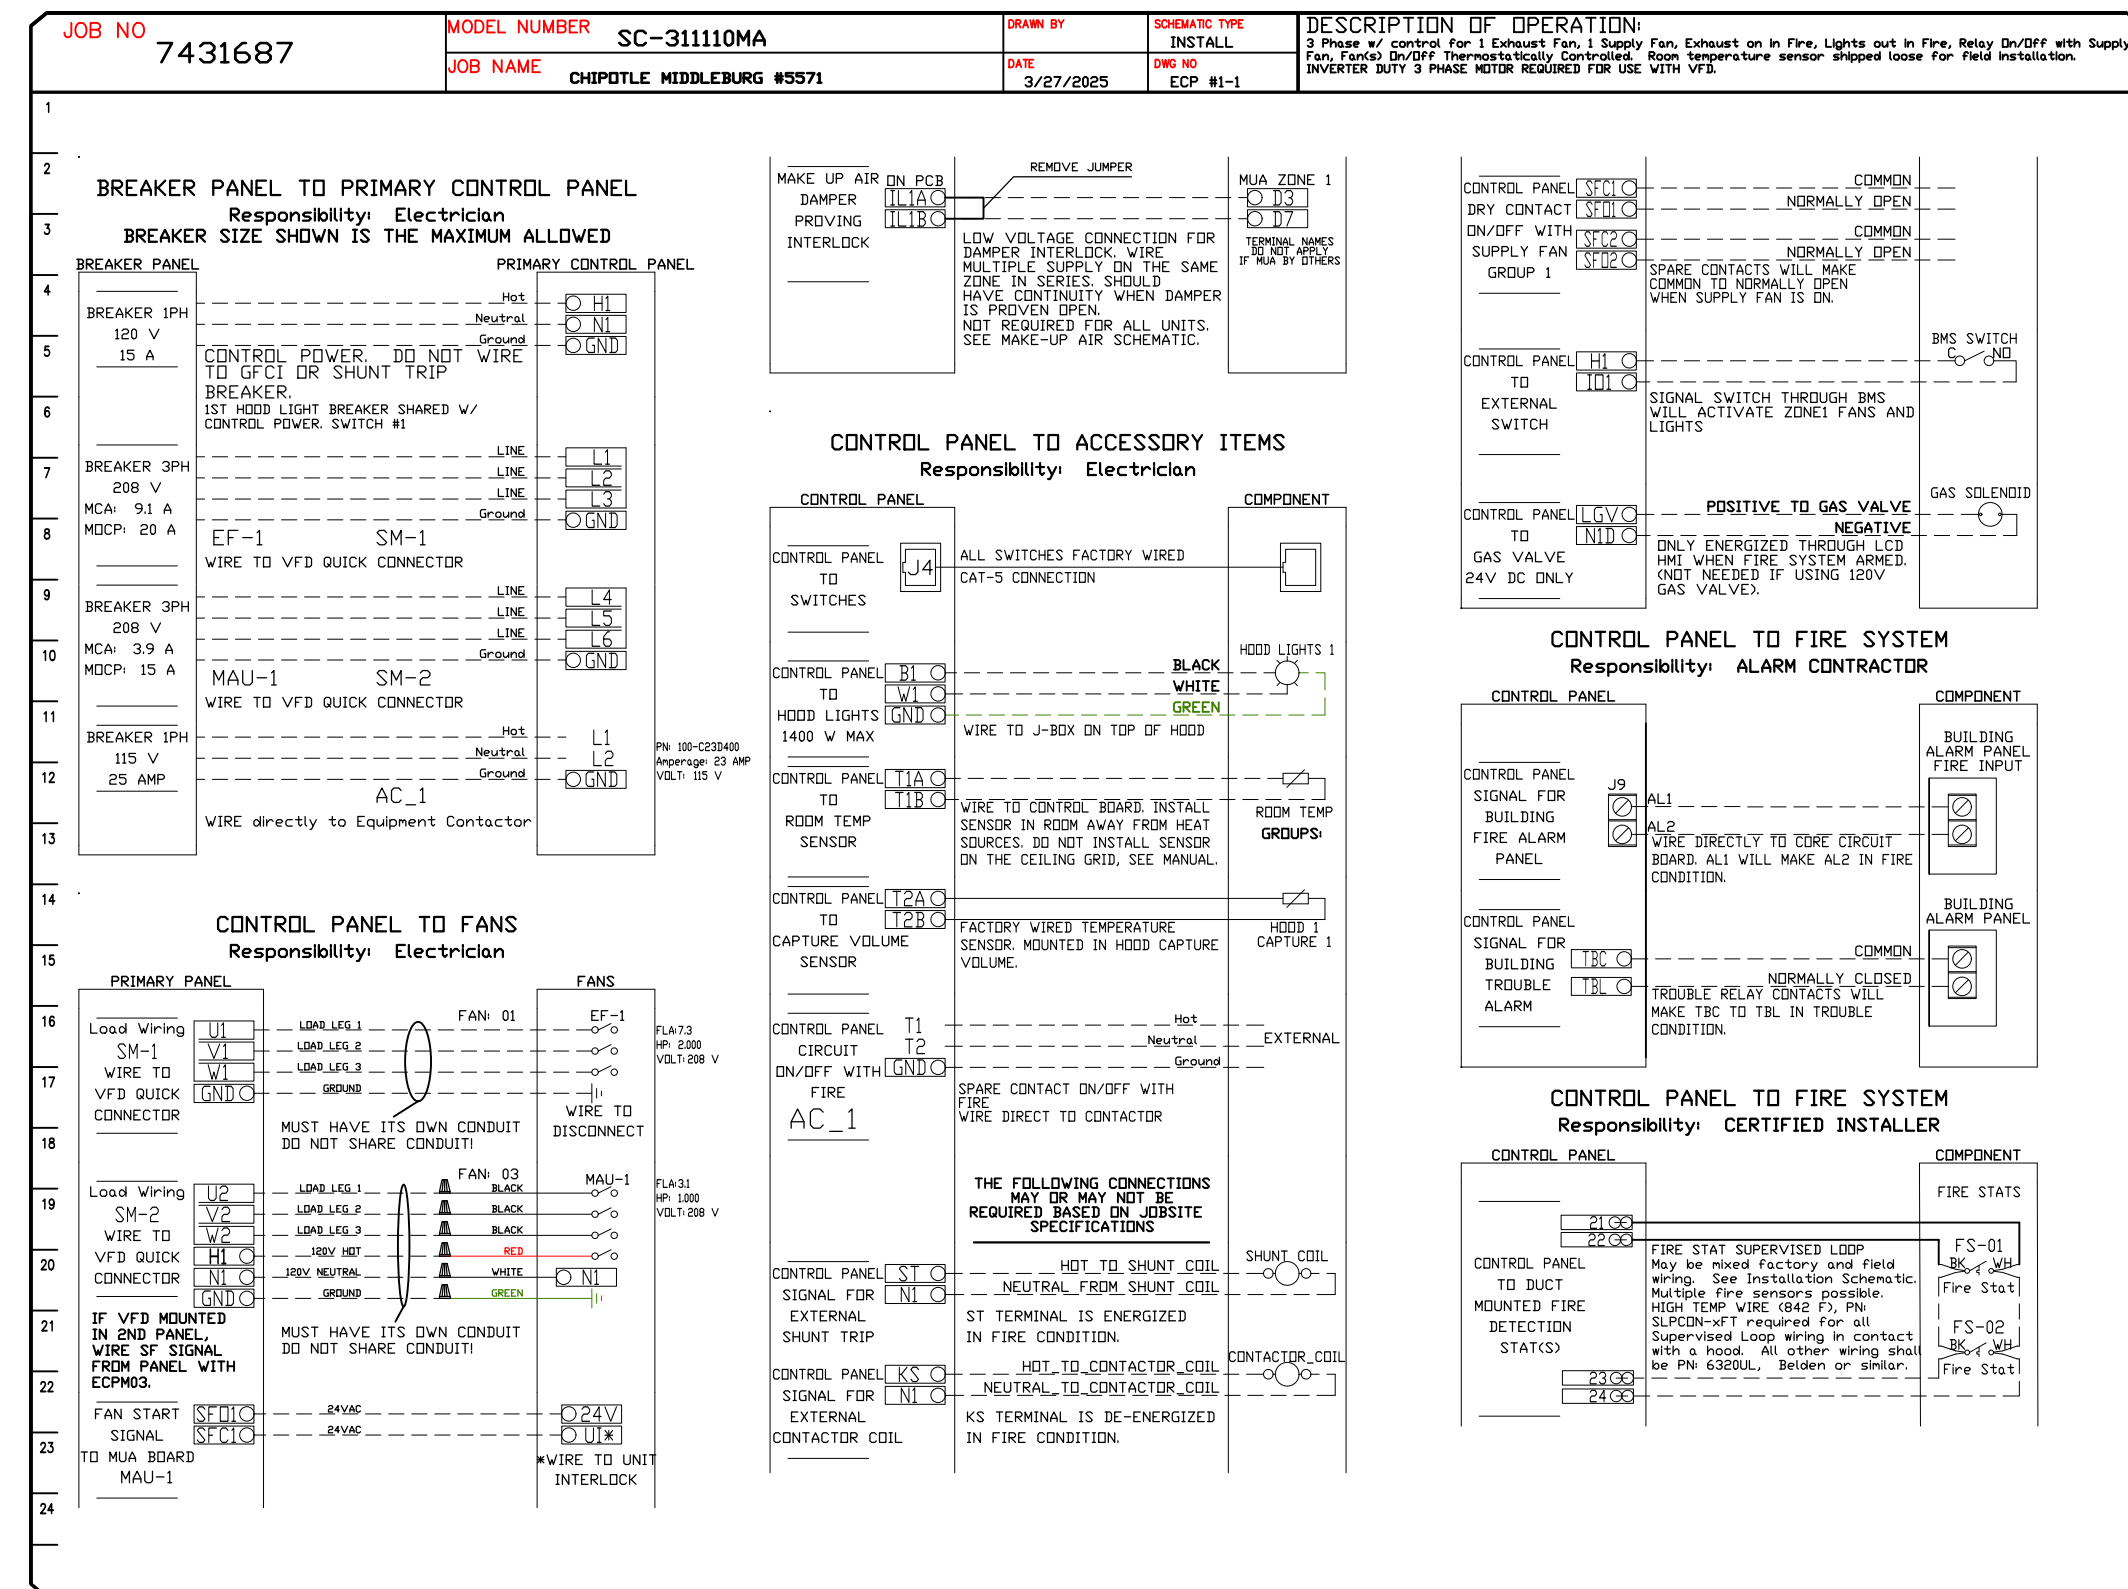 JOB NO
7431687
MODEL NUMBER
SC-311110MA
JOB NAME
CHIPOTLE MIDDLEBURG #5571
DRAWN BY
SCHEMATIC TYPE
INSTALL
DATE
3/27/2025
DWG NO
ECP #1-1
DESCRIPTION OF OPERATION:
3 Phase w/ control for 1 Exhaust Fan, 1 Supply Fan, Exhaust on in Fire, Lights out in Fire, Relay On/Off with Supply
Fan, Fan(s) On/Off Thermostatically Controlled. Room temperature sensor shipped loose for field installation.
INVERTER DUTY 3 PHASE MOTOR REQUIRED FOR USE WITH VFD.
1
2
3
4
5
6
7
8
9
10
11
12
13
14
15
16
17
18
19
20
21
22
23
24
BREAKER PANEL TO PRIMARY CONTROL PANEL
Responsibility: Electrician
BREAKER SIZE SHOWN IS THE MAXIMUM ALLOWED
BREAKER PANEL
PRIMARY CONTROL PANEL
BREAKER 1PH
120 V
15 A
Hot
H1
Neutral
N1
Ground
GND
CONTROL POWER. DO NOT WIRE
TO GFCI OR SHUNT TRIP
BREAKER.
1ST HOOD LIGHT BREAKER SHARED W/
CONTROL POWER. SWITCH #1
BREAKER 3PH
208 V
MCA: 9.1 A
MOCP: 20 A
LINE
L1
LINE
L2
LINE
L3
Ground
GND
EF-1 SM-1
WIRE TO VFD QUICK CONNECTOR
BREAKER 3PH
208 V
MCA: 3.9 A
MOCP: 15 A
LINE
L4
LINE
L5
LINE
L6
Ground
GND
MAU-1 SM-2
WIRE TO VFD QUICK CONNECTOR
BREAKER 1PH
115 V
25 AMP
Hot
L1
Neutral
L2
Ground
GND
PN: 100-C23D400
Amperage: 23 AMP
VOLT: 115 V
AC_1
WIRE directly to Equipment Contactor
CONTROL PANEL TO FANS
Responsibility: Electrician
PRIMARY PANEL
FANS
Load Wiring
SM-1
WIRE TO
VFD QUICK
CONNECTOR
U1
V1
W1
GND
LOAD LEG 1
LOAD LEG 2
LOAD LEG 3
GROUND
FAN: 01
EF-1
FLA:7.3
HP: 2.000
VOLT:208 V
WIRE TO
DISCONNECT
MUST HAVE ITS OWN CONDUIT
DO NOT SHARE CONDUIT!
Load Wiring
SM-2
WIRE TO
VFD QUICK
CONNECTOR
U2
V2
W2
H1
N1
GND
LOAD LEG 1
LOAD LEG 2
LOAD LEG 3
120V HOT
120V NEUTRAL
GROUND
FAN: 03
BLACK
BLACK
BLACK
RED
WHITE
GREEN
MAU-1
N1
FLA:3.1
HP: 1.000
VOLT:208 V
IF VFD MOUNTED
IN 2ND PANEL,
WIRE SF SIGNAL
FROM PANEL WITH
ECPM03.
MUST HAVE ITS OWN CONDUIT
DO NOT SHARE CONDUIT!
FAN START
SIGNAL
TO MUA BOARD
MAU-1
SFO1
SFC1
24VAC
24VAC
24V
UI*
*WIRE TO UNIT
INTERLOCK
MAKE UP AIR
DAMPER
PROVING
INTERLOCK
ON PCB
IL1A
IL1B
REMOVE JUMPER
MUA ZONE 1
D3
D7
TERMINAL NAMES
DO NOT APPLY
IF MUA BY OTHERS
LOW VOLTAGE CONNECTION FOR
DAMPER INTERLOCK. WIRE
MULTIPLE SUPPLY ON THE SAME
ZONE IN SERIES. SHOULD
HAVE CONTINUITY WHEN DAMPER
IS PROVEN OPEN.
NOT REQUIRED FOR ALL UNITS.
SEE MAKE-UP AIR SCHEMATIC.
CONTROL PANEL TO ACCESSORY ITEMS
Responsibility: Electrician
CONTROL PANEL
COMPONENT
CONTROL PANEL
TO
SWITCHES
J4
ALL SWITCHES FACTORY WIRED
CAT-5 CONNECTION
CONTROL PANEL
TO
HOOD LIGHTS
1400 W MAX
B1
W1
GND
BLACK
WHITE
GREEN
HOOD LIGHTS 1
WIRE TO J-BOX ON TOP OF HOOD
CONTROL PANEL
TO
ROOM TEMP
SENSOR
T1A
T1B
WIRE TO CONTROL BOARD. INSTALL
SENSOR IN ROOM AWAY FROM HEAT
SOURCES. DO NOT INSTALL SENSOR
ON THE CEILING GRID, SEE MANUAL.
ROOM TEMP
GROUPS:
CONTROL PANEL
TO
CAPTURE VOLUME
SENSOR
T2A
T2B
FACTORY WIRED TEMPERATURE
SENSOR. MOUNTED IN HOOD CAPTURE
VOLUME.
HOOD 1
CAPTURE 1
CONTROL PANEL
CIRCUIT
ON/OFF WITH
FIRE
AC_1
T1
T2
GND
Hot
Neutral
Ground
EXTERNAL
SPARE CONTACT ON/OFF WITH
FIRE
WIRE DIRECT TO CONTACTOR
THE FOLLOWING CONNECTIONS
MAY OR MAY NOT BE
REQUIRED BASED ON JOBSITE
SPECIFICATIONS
CONTROL PANEL
SIGNAL FOR
EXTERNAL
SHUNT TRIP
ST
N1
HOT TO SHUNT COIL
NEUTRAL FROM SHUNT COIL
SHUNT COIL
ST TERMINAL IS ENERGIZED
IN FIRE CONDITION.
CONTROL PANEL
SIGNAL FOR
EXTERNAL
CONTACTOR COIL
KS
N1
HOT TO CONTACTOR COIL
NEUTRAL TO CONTACTOR COIL
CONTACTOR COIL
KS TERMINAL IS DE-ENERGIZED
IN FIRE CONDITION.
CONTROL PANEL
DRY CONTACT
ON/OFF WITH
SUPPLY FAN
GROUP 1
SFC1
SFO1
SFC2
SFO2
COMMON
NORMALLY OPEN
COMMON
NORMALLY OPEN
SPARE CONTACTS WILL MAKE
COMMON TO NORMALLY OPEN
WHEN SUPPLY FAN IS ON.
CONTROL PANEL
TO
EXTERNAL
SWITCH
H1
IO1
BMS SWITCH
C NO
SIGNAL SWITCH THROUGH BMS
WILL ACTIVATE ZONE1 FANS AND
LIGHTS
CONTROL PANEL
TO
GAS VALVE
24V DC ONLY
LGV
N1D
POSITIVE TO GAS VALVE
NEGATIVE
GAS SOLENOID
ONLY ENERGIZED THROUGH LCD
HMI WHEN FIRE SYSTEM ARMED.
(NOT NEEDED IF USING 120V
GAS VALVE).
CONTROL PANEL TO FIRE SYSTEM
Responsibility: ALARM CONTRACTOR
CONTROL PANEL
COMPONENT
CONTROL PANEL
SIGNAL FOR
BUILDING
FIRE ALARM
PANEL
J9
AL1
AL2
BUILDING
ALARM PANEL
FIRE INPUT
WIRE DIRECTLY TO CORE CIRCUIT
BOARD. AL1 WILL MAKE AL2 IN FIRE
CONDITION.
CONTROL PANEL
SIGNAL FOR
BUILDING
TROUBLE
ALARM
TBC
TBL
COMMON
NORMALLY CLOSED
BUILDING
ALARM PANEL
TROUBLE RELAY CONTACTS WILL
MAKE TBC TO TBL IN TROUBLE
CONDITION.
CONTROL PANEL TO FIRE SYSTEM
Responsibility: CERTIFIED INSTALLER
CONTROL PANEL
COMPONENT
FIRE STATS
CONTROL PANEL
TO DUCT
MOUNTED FIRE
DETECTION
STAT(S)
21
22
23
24
FIRE STAT SUPERVISED LOOP
May be mixed factory and field
wiring. See Installation Schematic.
Multiple fire sensors possible.
HIGH TEMP WIRE (842 F), PN:
SLPCON-xFT required for all
Supervised Loop wiring in contact
with a hood. All other wiring shall
be PN: 6320UL, Belden or similar.
FS-01
BK WH
Fire Stat
FS-02
BK WH
Fire Stat